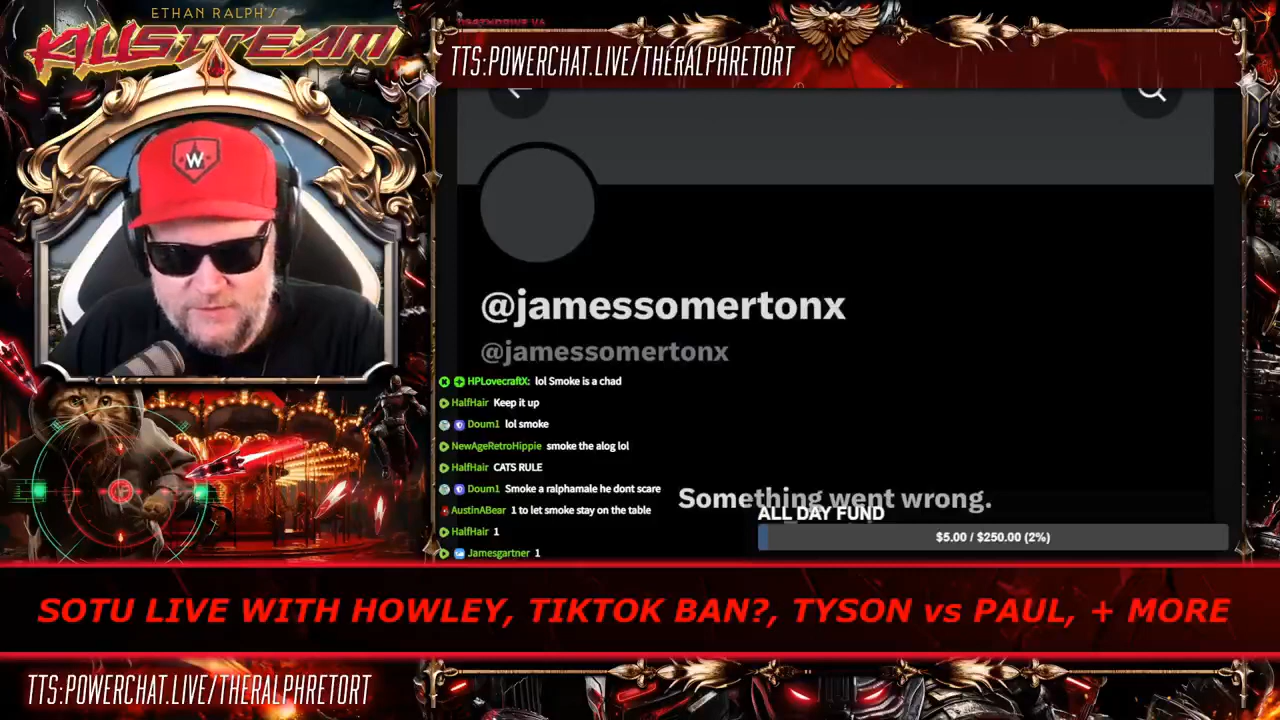 ETHAN RALPH'S
KILLSTREAM
TTS:POWERCHAT.LIVE/THERALPHRETORT
W
@jamessomertonx
@jamessomertonx
HPLovecraftX: lol Smoke is a chad
HalfHair Keep it up
Doum1 lol smoke
NewAgeRetroHippie smoke the alog lol
HalfHair CATS RULE
Doum1 Smoke a ralphamale he dont scare
AustinABear 1 to let smoke stay on the table
HalfHair 1
Jamesgartner 1
Something went wrong.
ALL DAY FUND
$5.00 / $250.00 (2%)
SOTU LIVE WITH HOWLEY, TIKTOK BAN?, TYSON vs PAUL, + MORE
TTS:POWERCHAT.LIVE/THERALPHRETORT